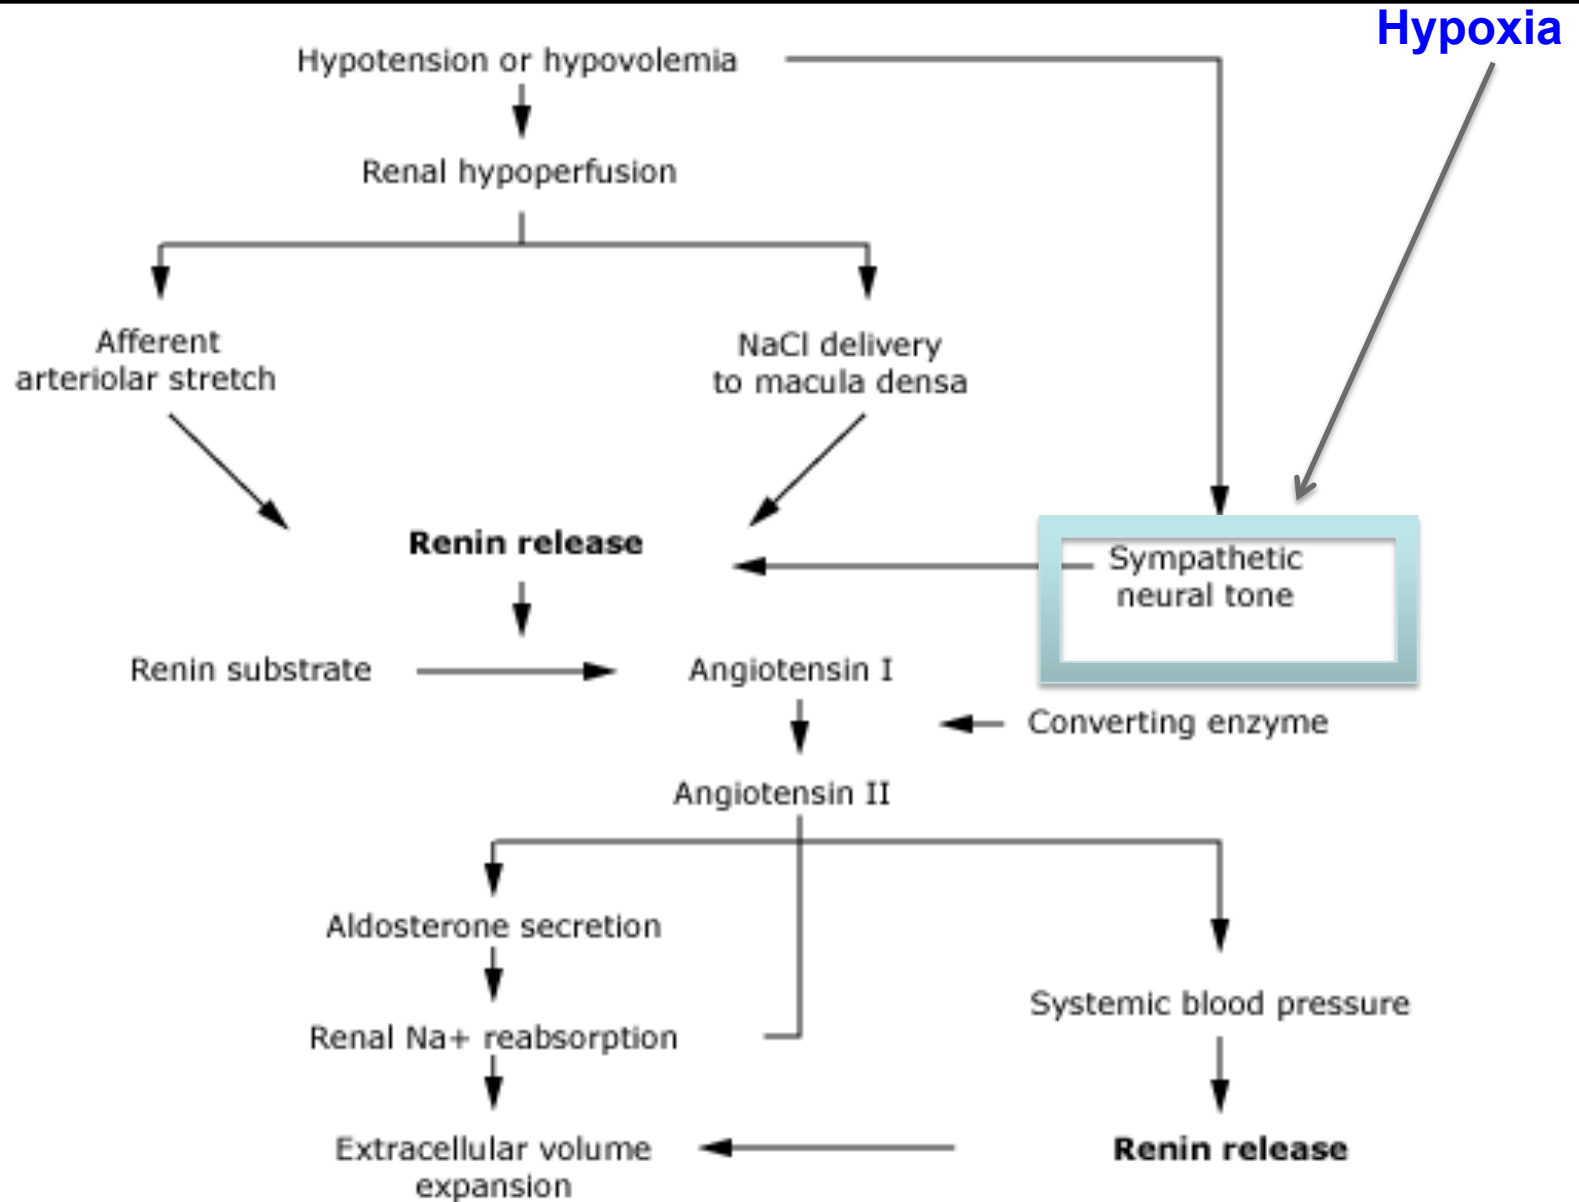 Hypoxia
Hypotension or hypovolemia
Renal hypoperfusion
Afferent
arteriolar stretch
NaCl delivery
to macula densa
Renin release
Sympathetic
neural tone
Renin substrate
Angiotensin I
Converting enzyme
Angiotensin II
Aldosterone secretion
Systemic blood pressure
Renal Na+ reabsorption
Extracellular volume
expansion
Renin release